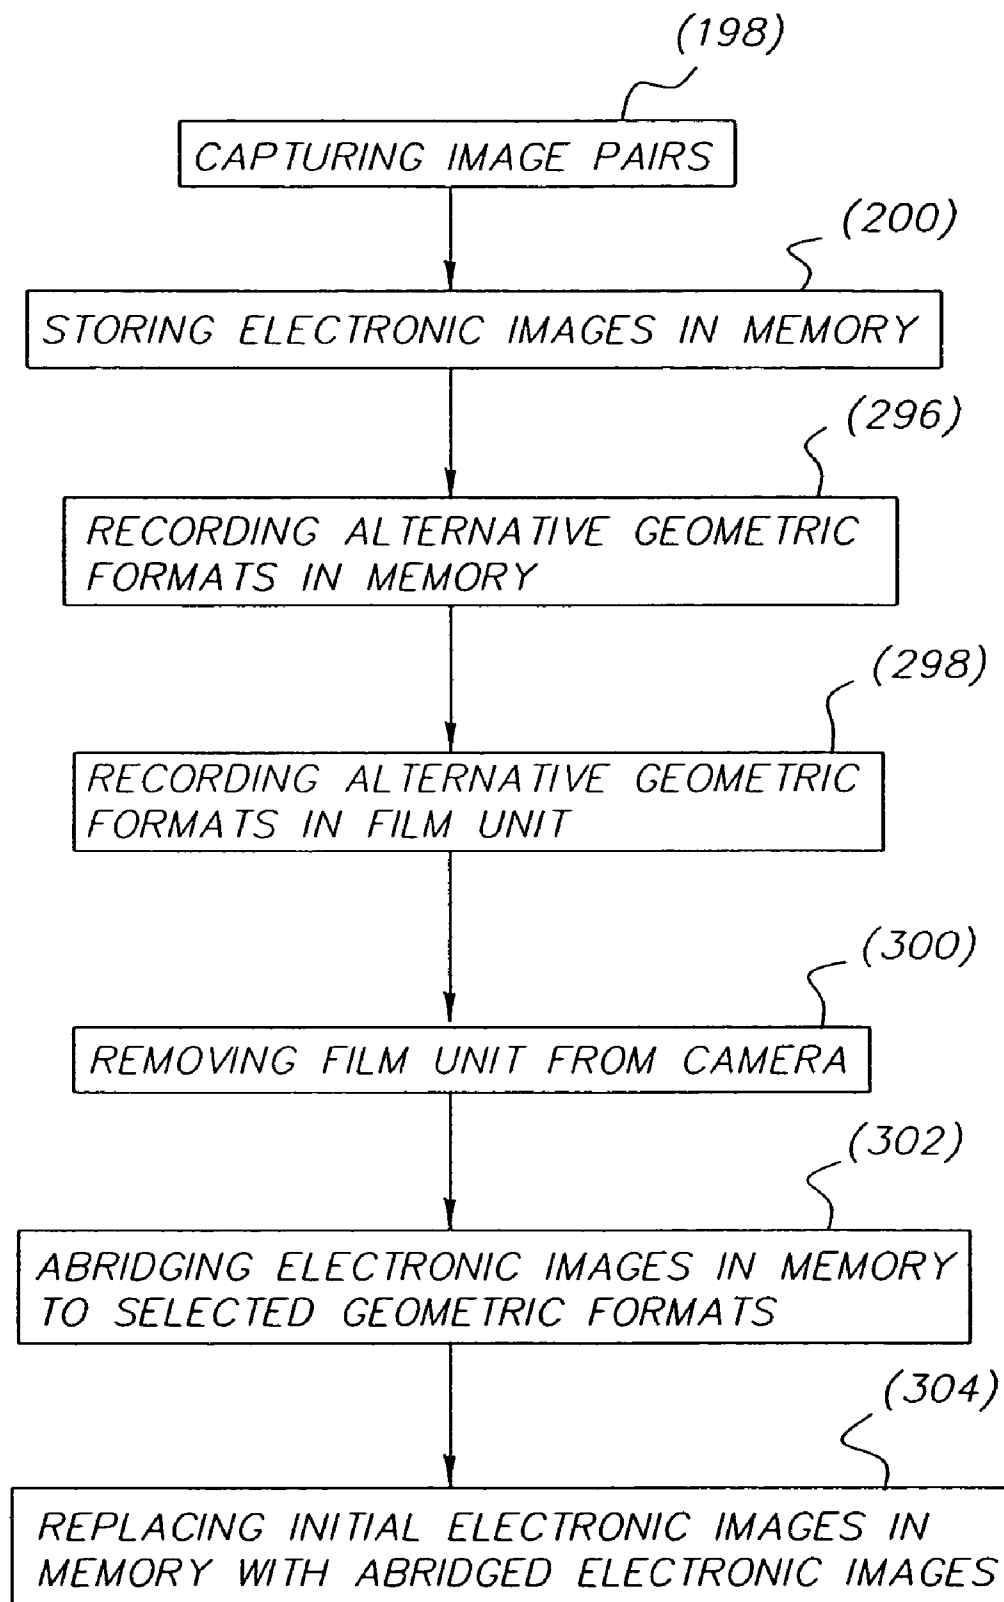 (198)
CAPTURING IMAGE PAIRS
(200)
STORING ELECTRONIC IMAGES IN MEMORY
(296)
RECORDING ALTERNATIVE GEOMETRIC
FORMATS IN MEMORY
(298)
RECORDING ALTERNATIVE GEOMETRIC
FORMATS IN FILM UNIT
(300)
REMOVING FILM UNIT FROM CAMERA
(302)
ABRIDGING ELECTRONIC IMAGES IN MEMORY
TO SELECTED GEOMETRIC FORMATS
(304)
REPLACING INITIAL ELECTRONIC IMAGES IN
MEMORY WITH ABRIDGED ELECTRONIC IMAGES